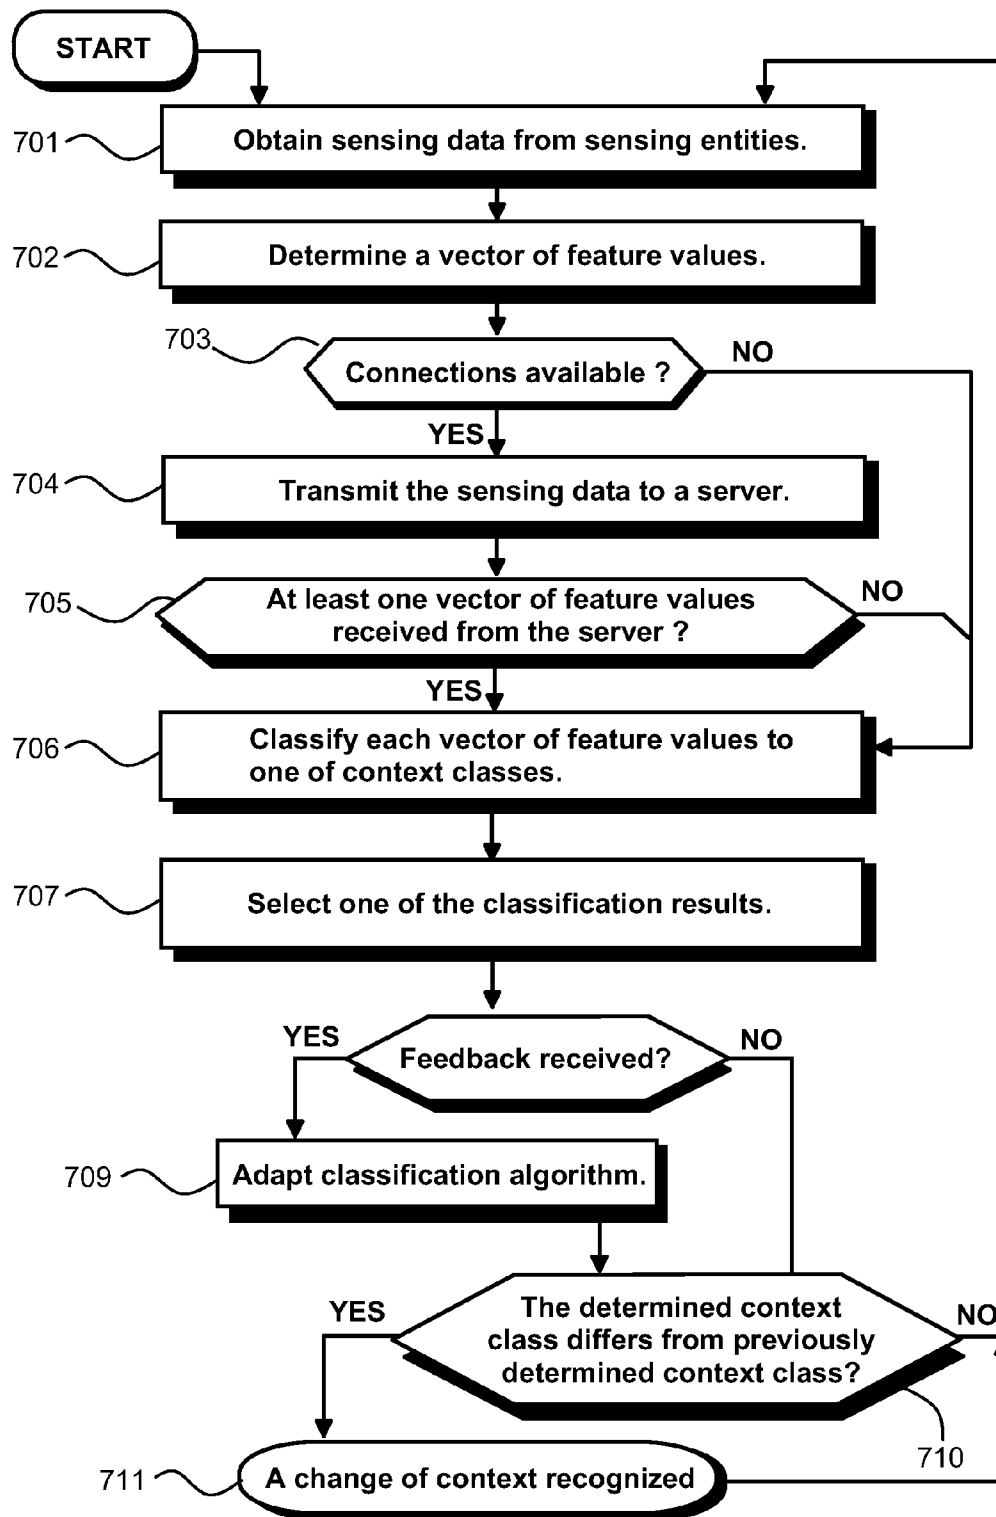 START
701
Obtain sensing data from sensing entities.
702
Determine a vector of feature values.
703
Connections available ?
NO
YES
704
Transmit the sensing data to a server.
705
At least one vector of feature values
received from the server ?
NO
YES
706
Classify each vector of feature values to
one of context classes.
707
Select one of the classification results.
YES
Feedback received?
NO
709
Adapt classification algorithm.
YES
The determined context
class differs from previously
determined context class?
NO
710
711
A change of context recognized